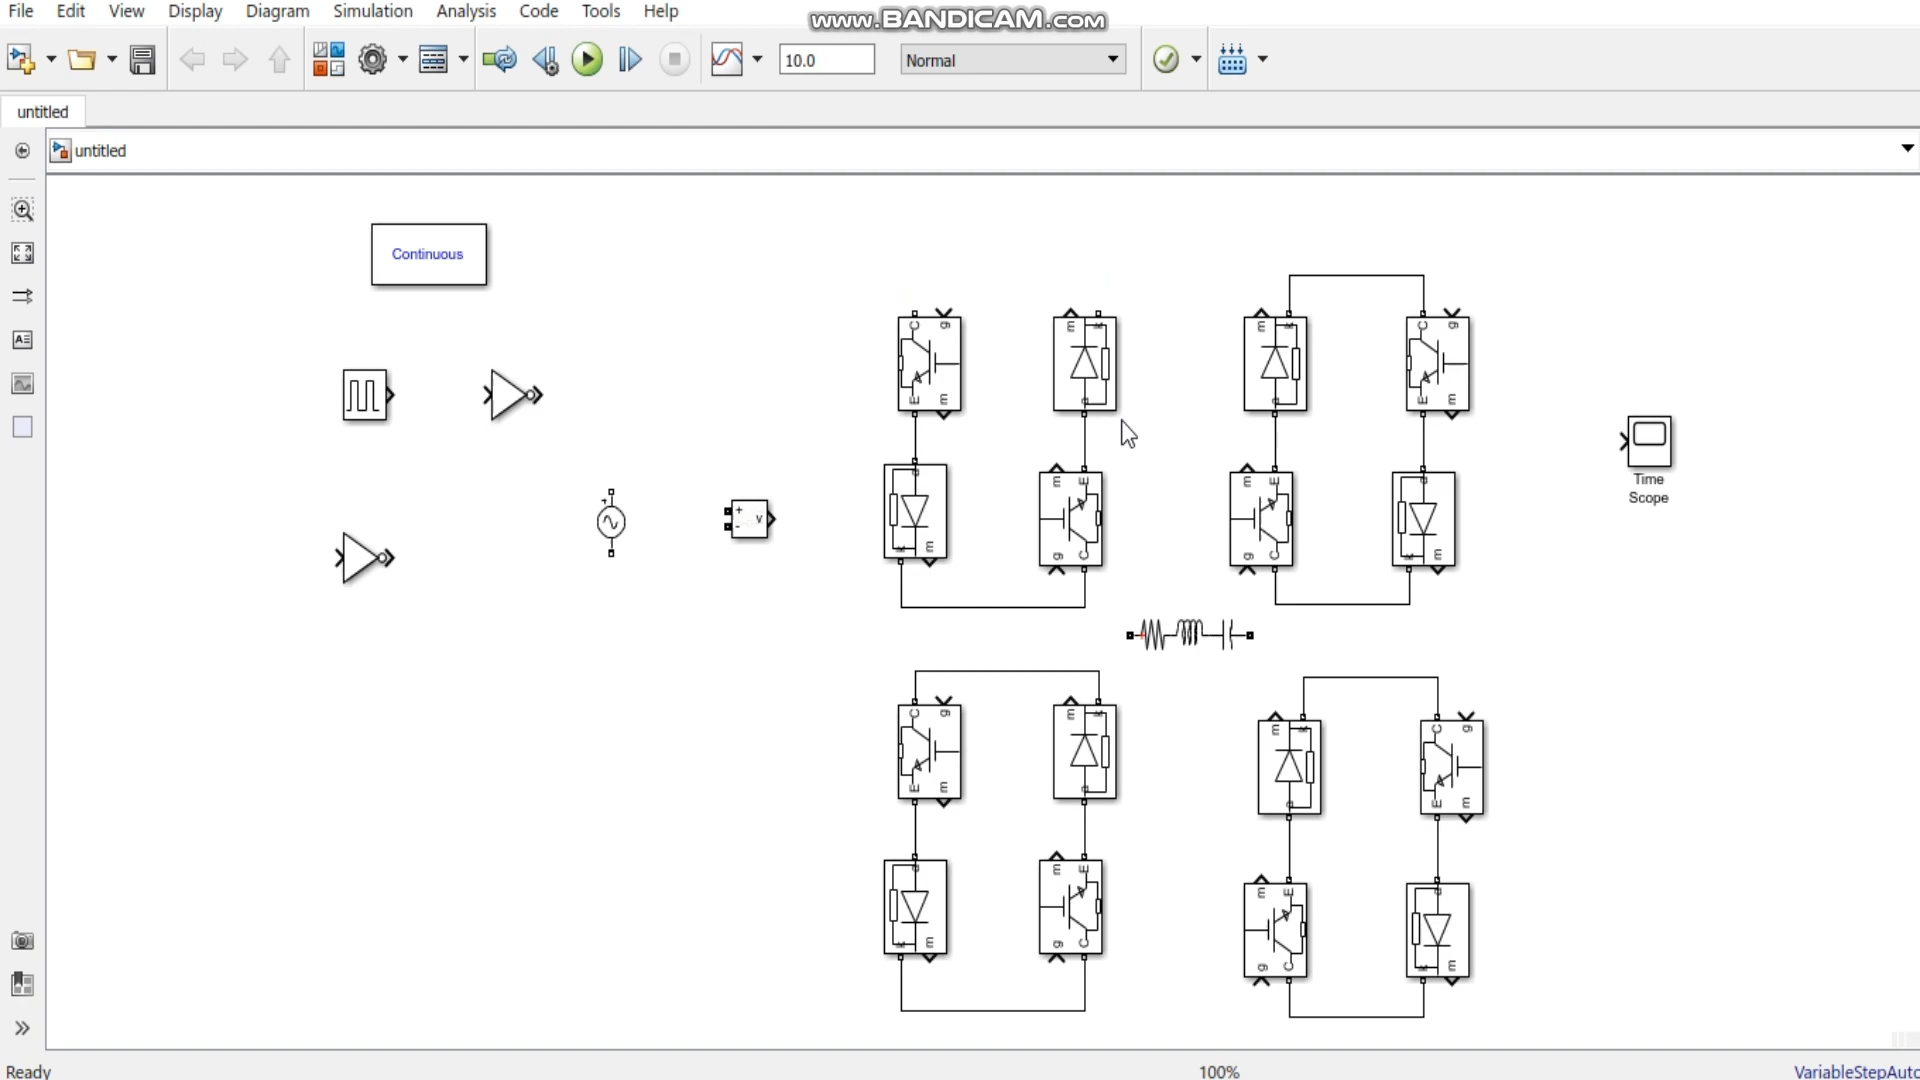 www.BANDICAM.com
File Edit View Display Diagram Simulation Analysis Code Tools Help
10.0 Normal
untitled
untitled
Continuous
C g m k m k C g
E m a a E m
a m E m E a
k m g C g C k m
+ - v
Time
Scope
C g m k m k C g
E m a a E m
a m E m E a
k m g C g C k m
Ready 100% VariableStepAuto